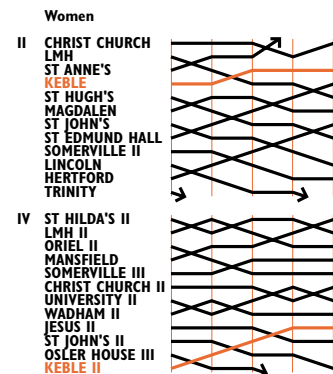 Women
II CHRIST CHURCH
LMH
ST ANNE'S
KEBLE
ST HUGH'S
MAGDALEN
ST JOHN'S
ST EDMUND HALL
SOMERVILLE II
LINCOLN
HERTFORD
TRINITY
IV ST HILDA'S II
LMH II
ORIEL II
MANSFIELD
SOMERVILLE III
CHRIST CHURCH II
UNIVERSITY II
WADHAM II
JESUS II
ST JOHN'S II
OSLER HOUSE III
KEBLE II